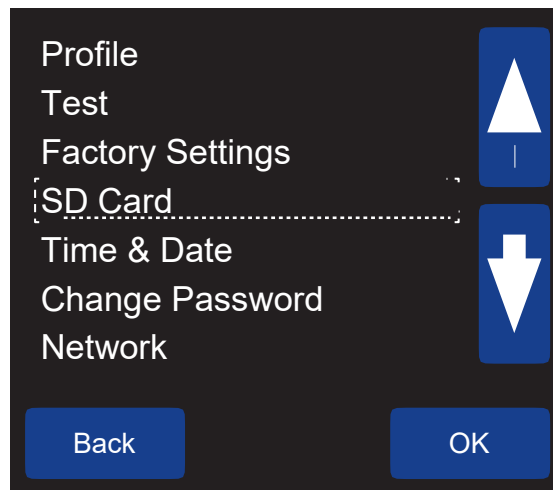 Profile
Test
Factory Settings
SD Card
Time & Date
Change Password
Network
Back
OK